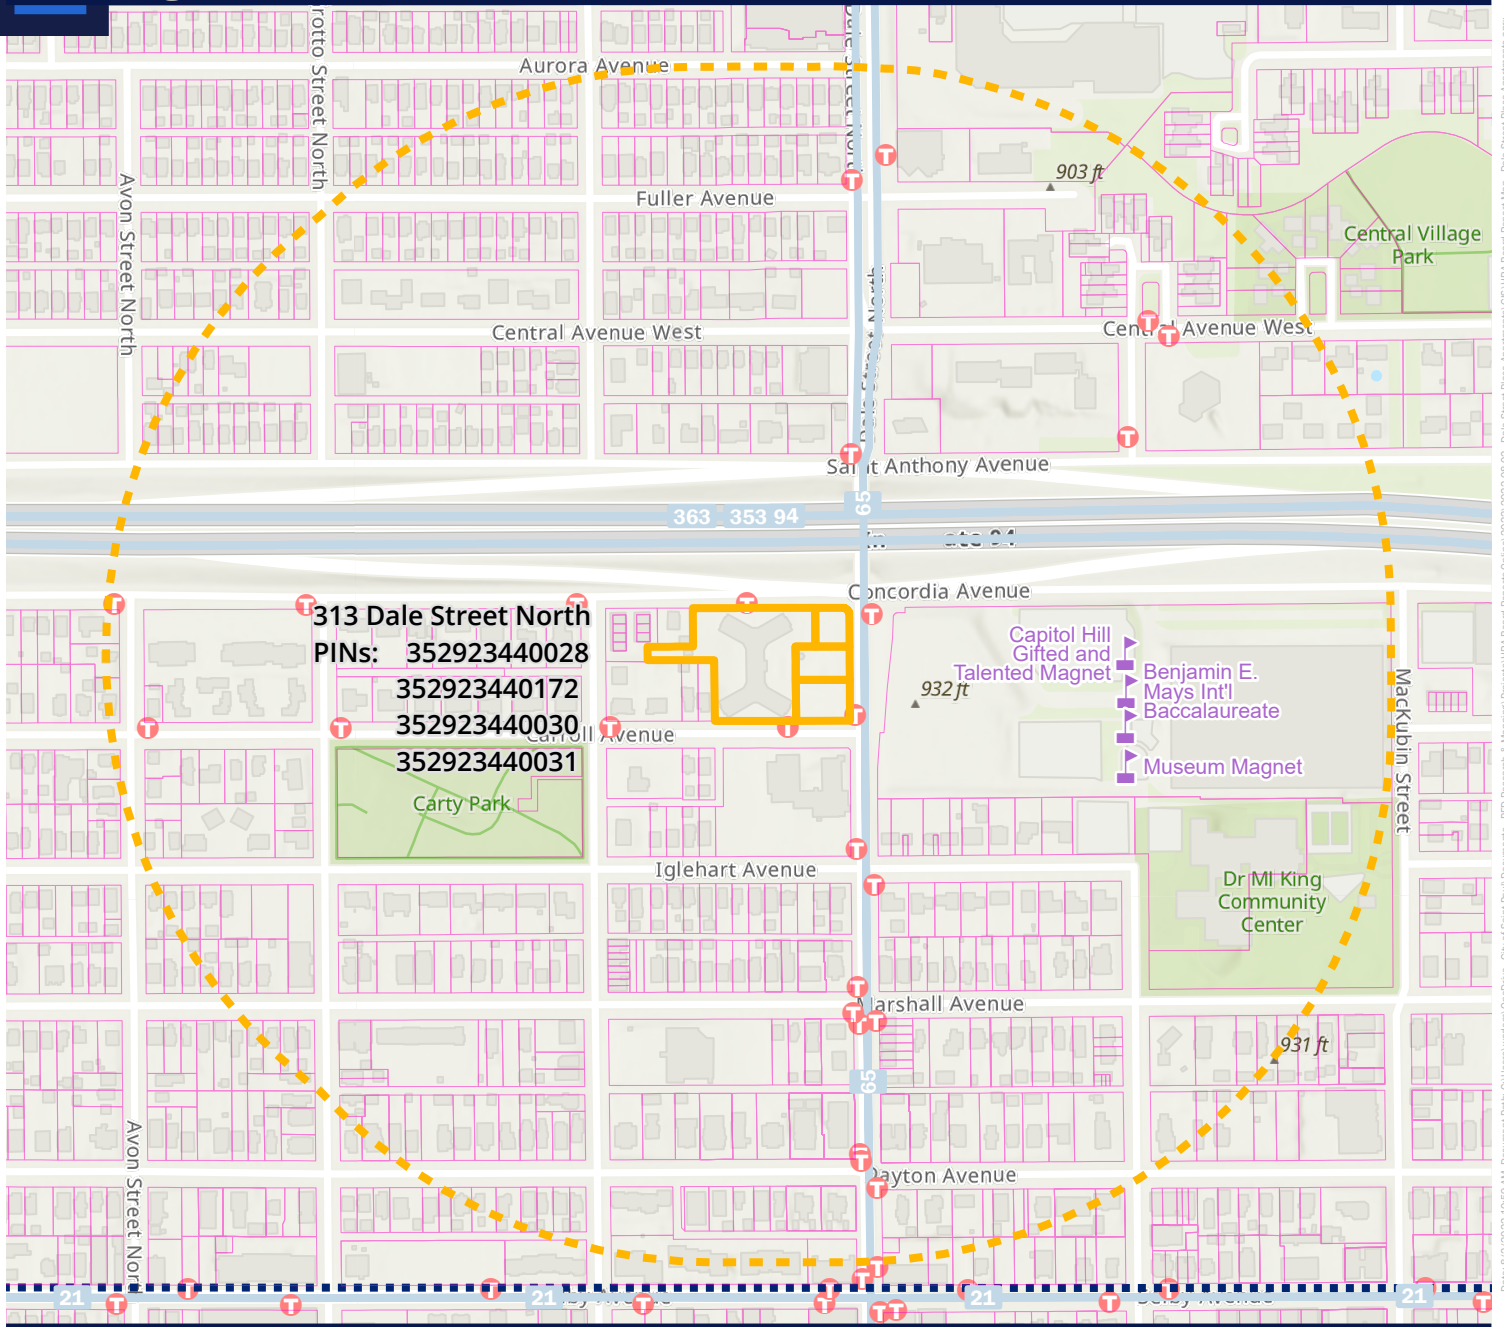 Aurora Avenue
903 ft
Avon Street North
Fuller Avenue
Central Village
Park
Dale Street North
Central Avenue West
Central Avenue West
Saint Anthony Avenue
65
363 353 94
Concordia Avenue
313 Dale Street North
PINs: 352923440028
352923440172
352923440030
352923440031
Capitol Hill
Gifted and
Talented Magnet
Benjamin E.
Mays Int'l
Baccalaureate
932 ft
MacKubin Street
Carroll Avenue
Museum Magnet
Carty Park
Iglehart Avenue
Dr Ml King
Community
Center
Marshall Avenue
931 ft
65
Avon Street North
Dayton Avenue
21
21
21
21